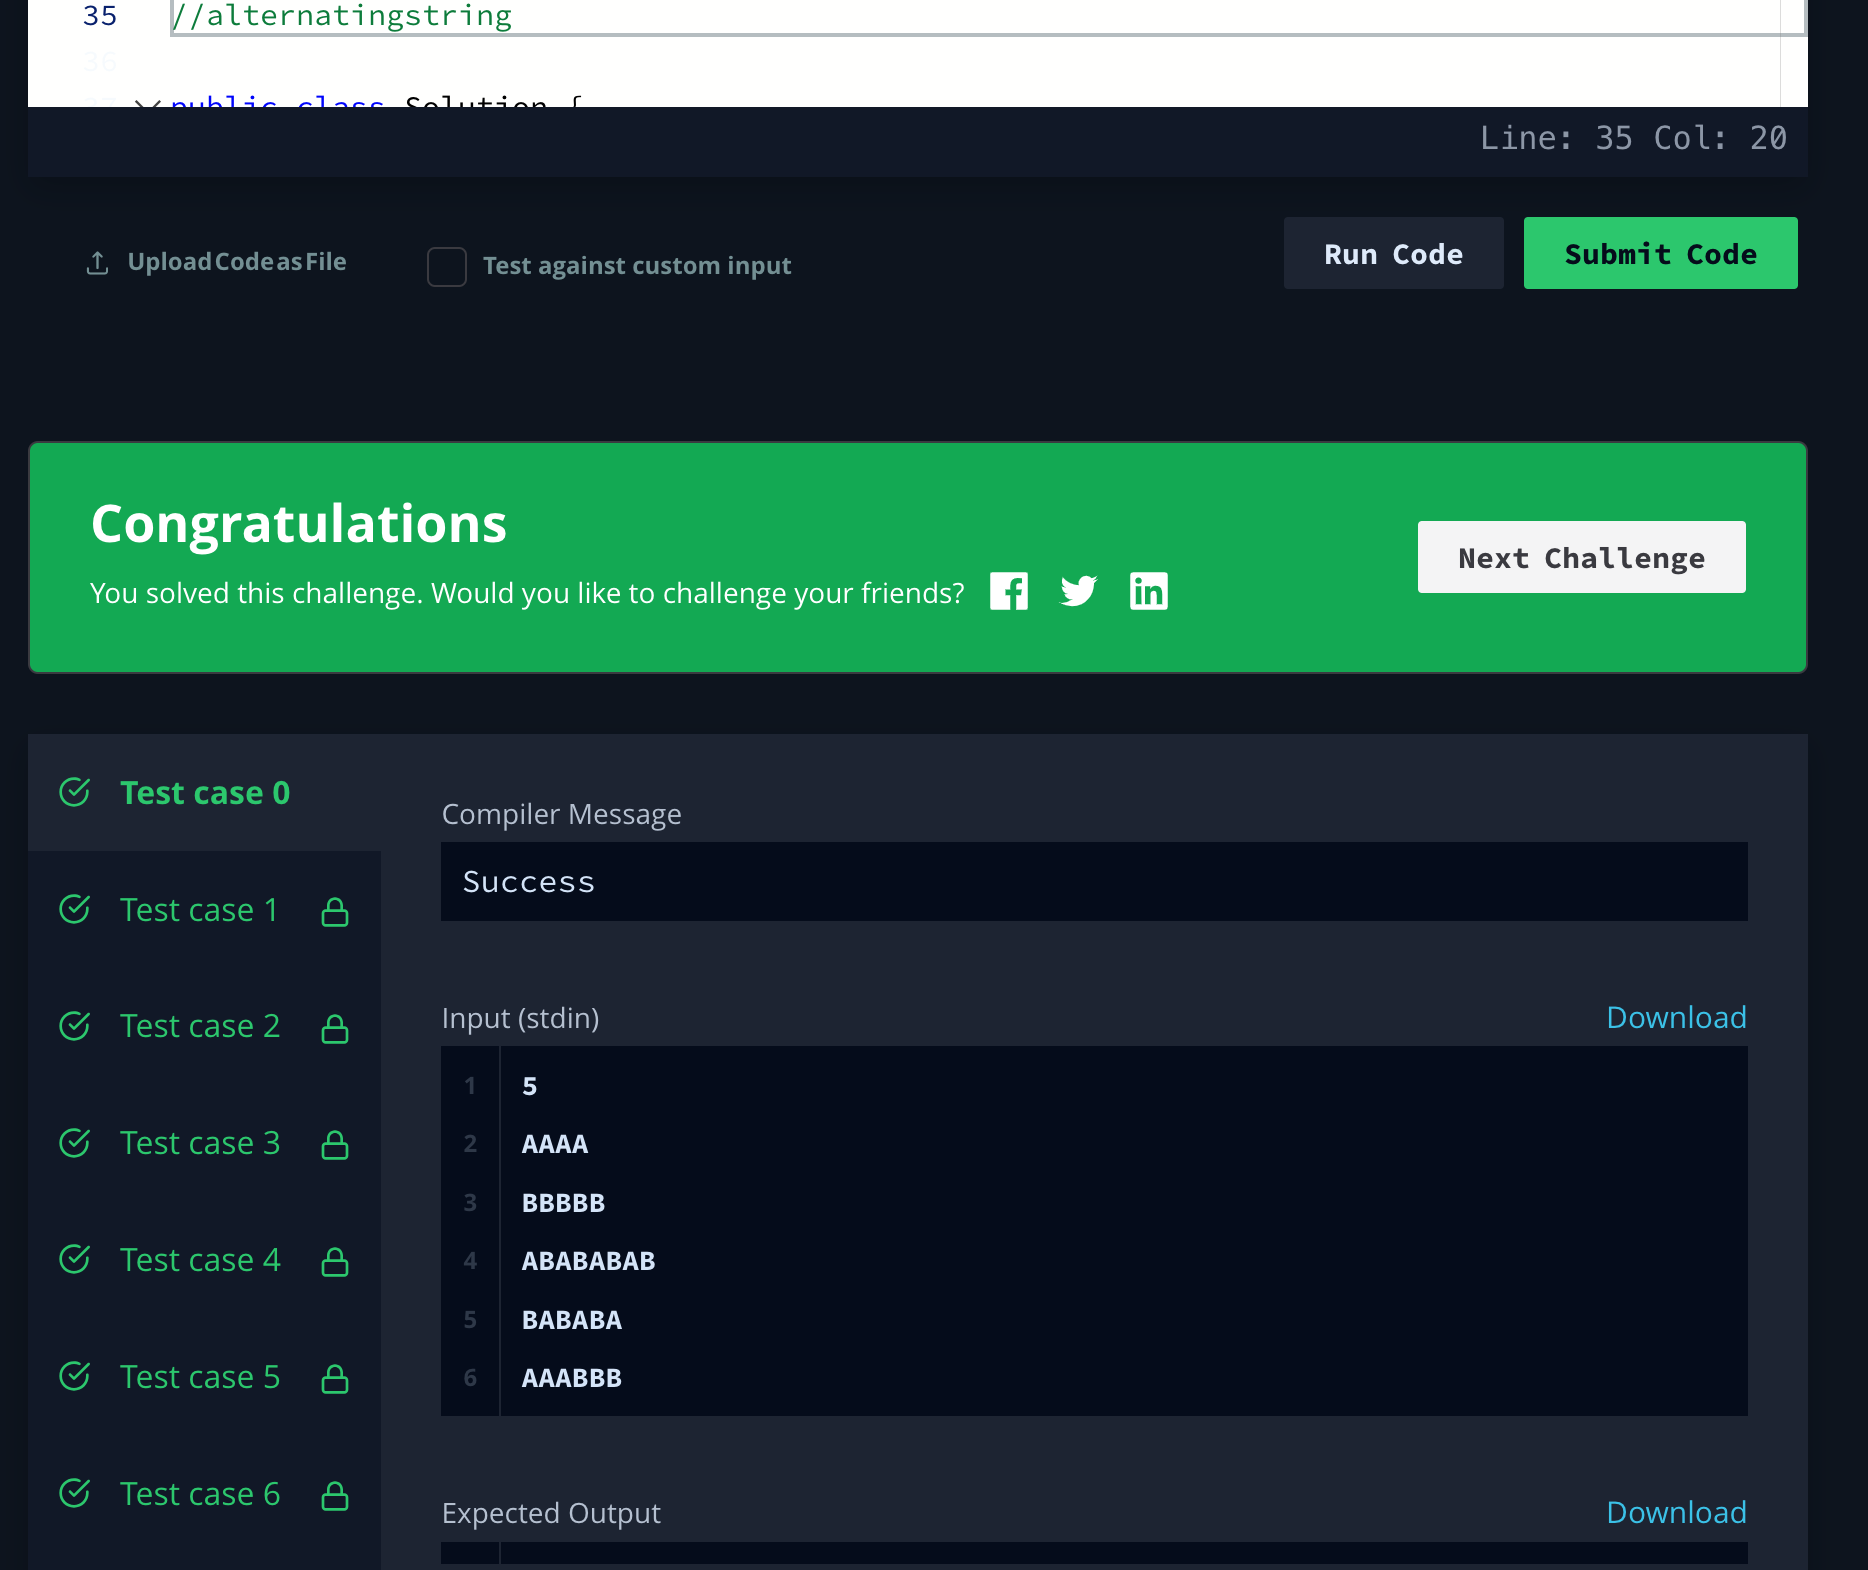 35 //alternatingstring
36
public class Solution {
Line: 35 Col: 20
Upload Code as File
Test against custom input
Run Code
Submit Code
Congratulations
You solved this challenge. Would you like to challenge your friends?
Next Challenge
Test case 0
Test case 1
Test case 2
Test case 3
Test case 4
Test case 5
Test case 6
Compiler Message
Success
Input (stdin)
Download
1 5
2 AAAA
3 BBBBB
4 ABABABAB
5 BABABA
6 AAABBB
Expected Output
Download